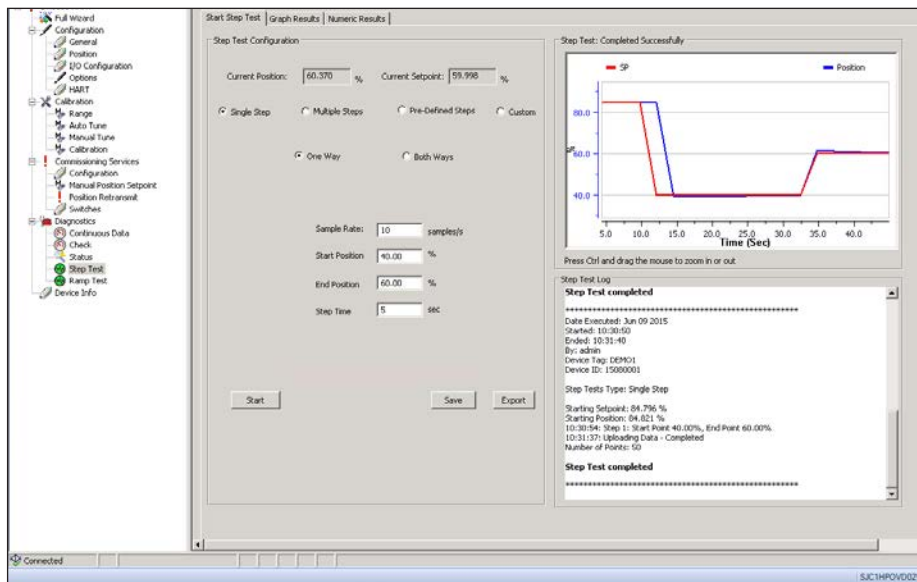 Full Wizard
Configuration
General
Position
I/O Configuration
Options
HART
Calibration
Range
Auto Tune
Manual Tune
Calibration
Commissioning Services
Configuration
Manual Position Setpoint
Position Retransmit
Switches
Diagnostics
Continuous Data
Check
Status
Step Test
Ramp Test
Device Info
Start Step Test Graph Results Numeric Results
Step Test Configuration
Current Position: 60.370 % Current Setpoint: 59.998 %
Single Step Multiple Steps Pre-Defined Steps Custom
One Way Both Ways
Sample Rate: 10 samples/s
Start Position 40.00 %
End Position 60.00 %
Step Time 5 sec
Start Save Export
Step Test: Completed Successfully
SP Position
80.0
60.0
40.0
5.0 10.0 15.0 20.0 25.0 30.0 35.0 40.0
Time (Sec)
Press Ctrl and drag the mouse to zoom in or out
Step Test Log
Step Test completed
Date Executed: Jun 09 2015
Started: 10:30:50
Ended: 10:31:40
By: admin
Device Tag: DEMO1
Device ID: 15080001
Step Tests Type: Single Step
Starting Setpoint: 84.796 %
Starting Position: 84.821 %
10:30:54: Step 1: Start Point 40.00%, End Point 60.00%
10:31:37: Uploading Data - Completed
Number of Points: 50
Step Test completed
Connected